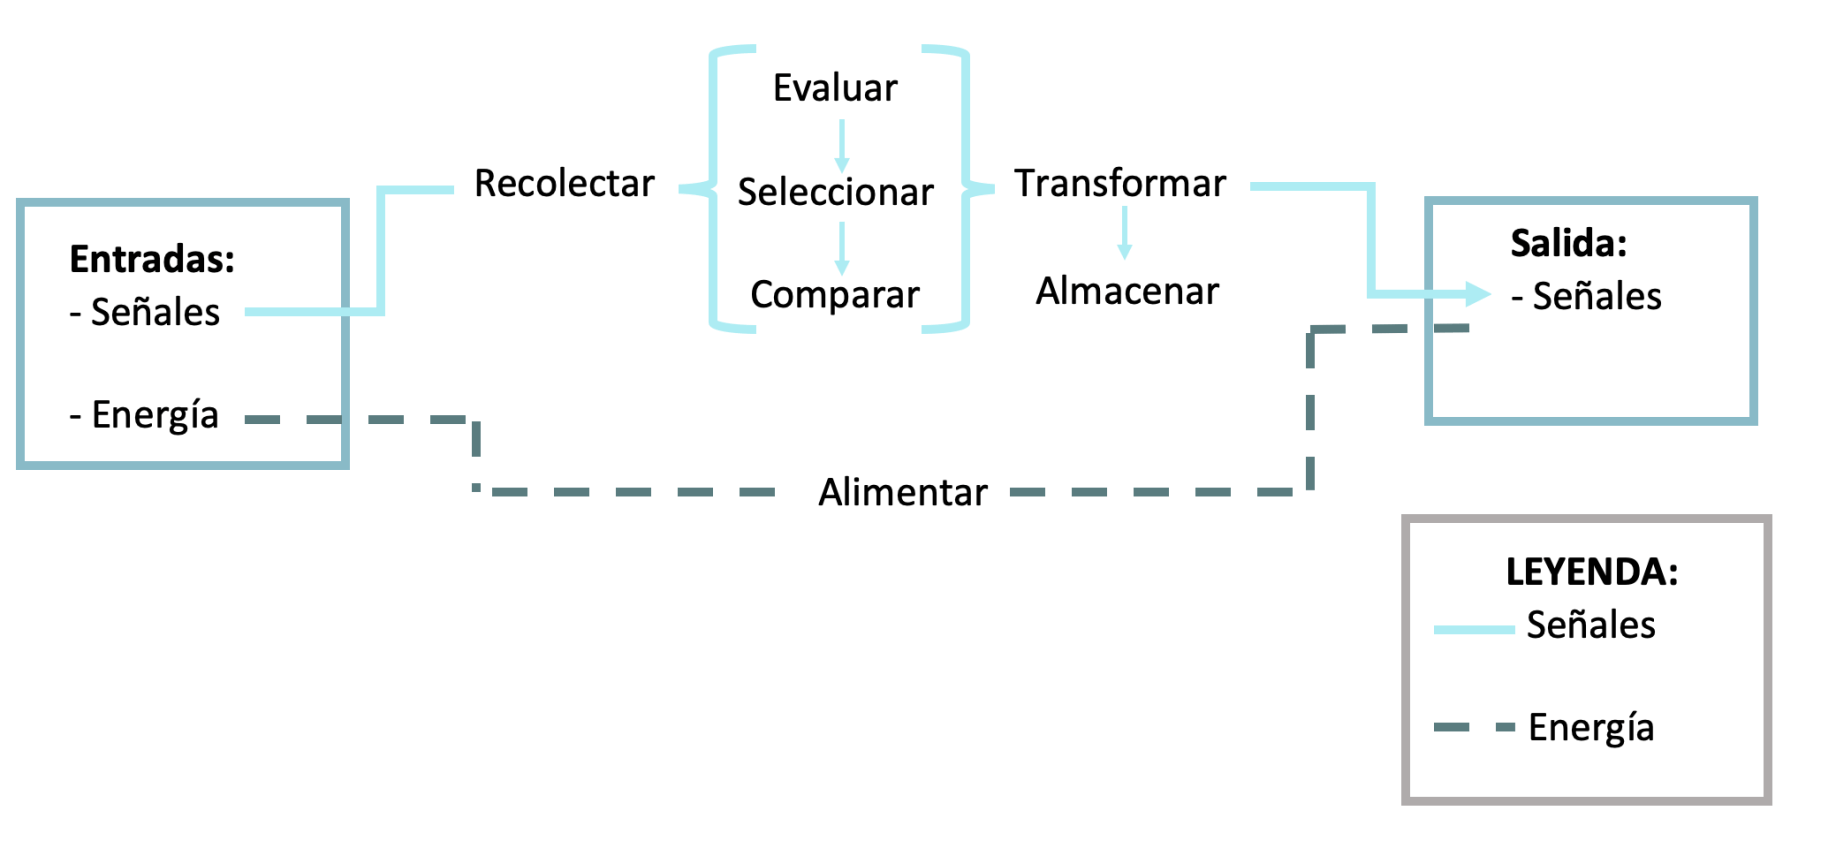 Entradas:
- Señales
- Energía
Recolectar
Evaluar
Seleccionar
Comparar
Transformar
Almacenar
Alimentar
Salida:
- Señales
LEYENDA:
Señales
Energía